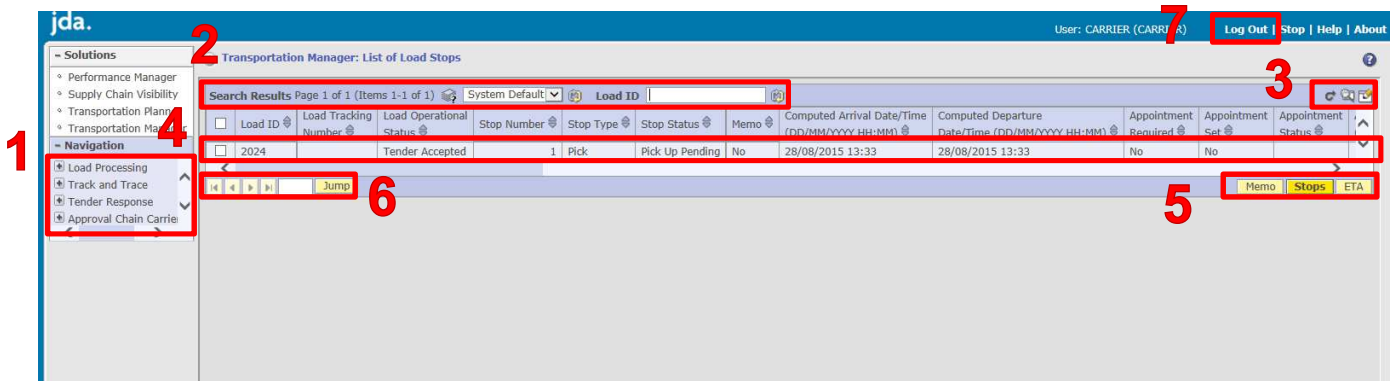 jda.
7
User: CARRIER (CARRIER) Log Out | Stop | Help | About
- Solutions
2
Transportation Manager: List of Load Stops
Performance Manager
Supply Chain Visibility
Transportation Plann
Transportation Manager
3
Search Results Page 1 of 1 (Items 1-1 of 1) System Default Load ID
4
Load ID Load Tracking Number Load Operational Status Stop Number Stop Type Stop Status Memo Computed Arrival Date/Time (DD/MM/YYYY HH:MM) Computed Departure Date/Time (DD/MM/YYYY HH:MM) Appointment Required Appointment Set Appointment Status
2024 Tender Accepted 1 Pick Pick Up Pending No 28/08/2015 13:33 28/08/2015 13:33 No No
1
- Navigation
Load Processing
Track and Trace
Tender Response
Approval Chain Carrie
Jump
6
5
Memo Stops ETA